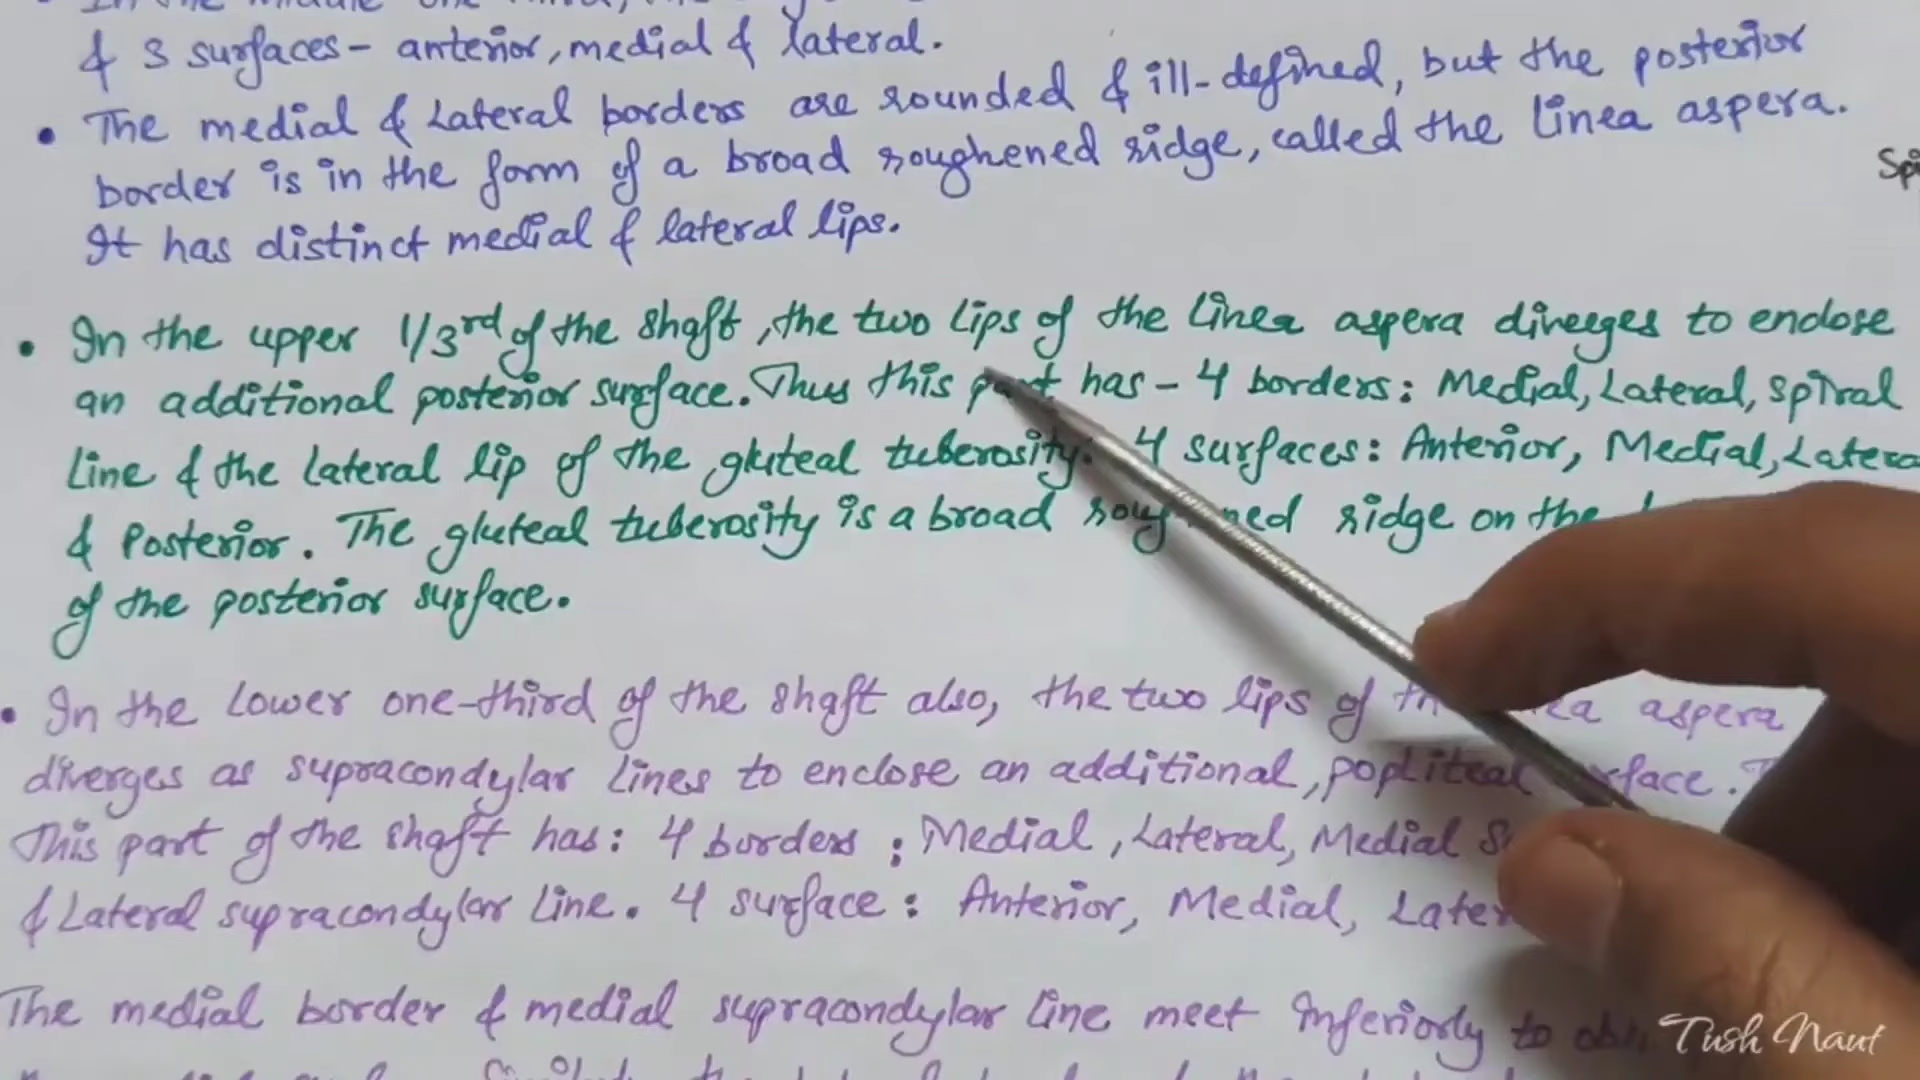 & 3 surfaces- anterior, medial & lateral.
• The medial & Lateral borders are rounded & ill-defined, but the posterior
border is in the form of a broad roughened ridge, called the linea aspera.
It has distinct medial & lateral lips.
• In the upper 1/3rd of the shaft, the two lips of the linea aspera diverges to enclose
an additional posterior surface. Thus this part has - 4 borders: Medial, Lateral, Spiral
line & the lateral lip of the gluteal tuberosity. 4 surfaces: Anterior, Medial, Latera
& Posterior. The gluteal tuberosity is a broad roughened ridge on the
of the posterior surface.
• In the Lower one-third of the shaft also, the two lips of aspera
diverges as supracondylar lines to enclose an additional, popliteal surface.
This part of the shaft has: 4 borders; Medial, Lateral, Medial
& Lateral supracondylar line. 4 surface: Anterior, Medial, Later
The medial border & medial supracondylar line meet inferiorly to
Tush Naut